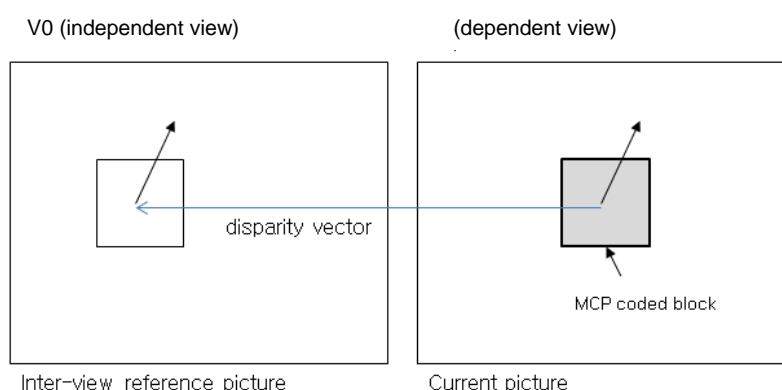 V0 (independent view)
(dependent view)
disparity vector
MCP coded block
Inter-view reference picture
Current picture